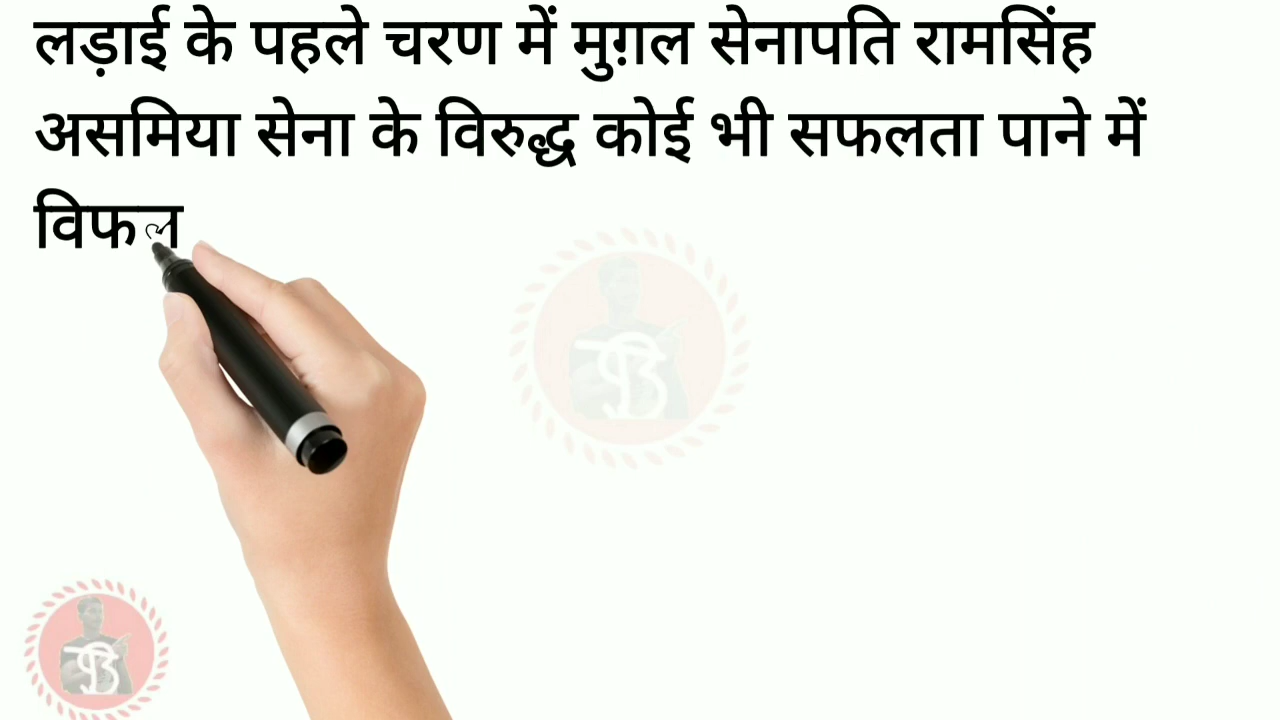 लड़ाई के पहले चरण में मुग़ल सेनापति रामसिंह
असमिया सेना के विरुद्ध कोई भी सफलता पाने में
विफल